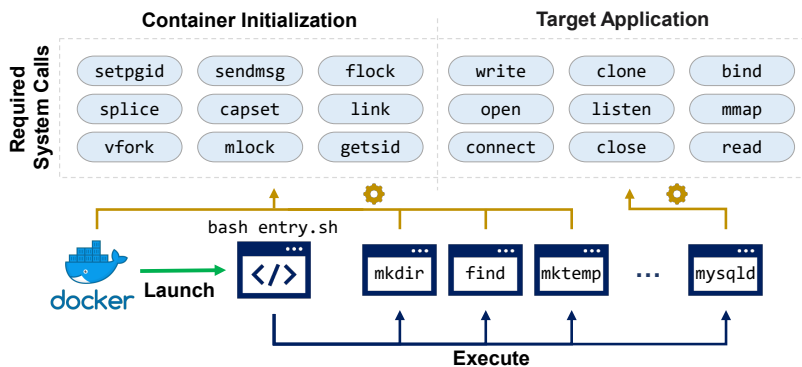 Container Initialization
Target Application
Required
System Calls
setpgid sendmsg flock
splice capset link
vfork mlock getsid
write clone bind
open listen mmap
connect close read
bash entry.sh
docker
Launch
</>
mkdir
find
mktemp
...
mysqld
Execute